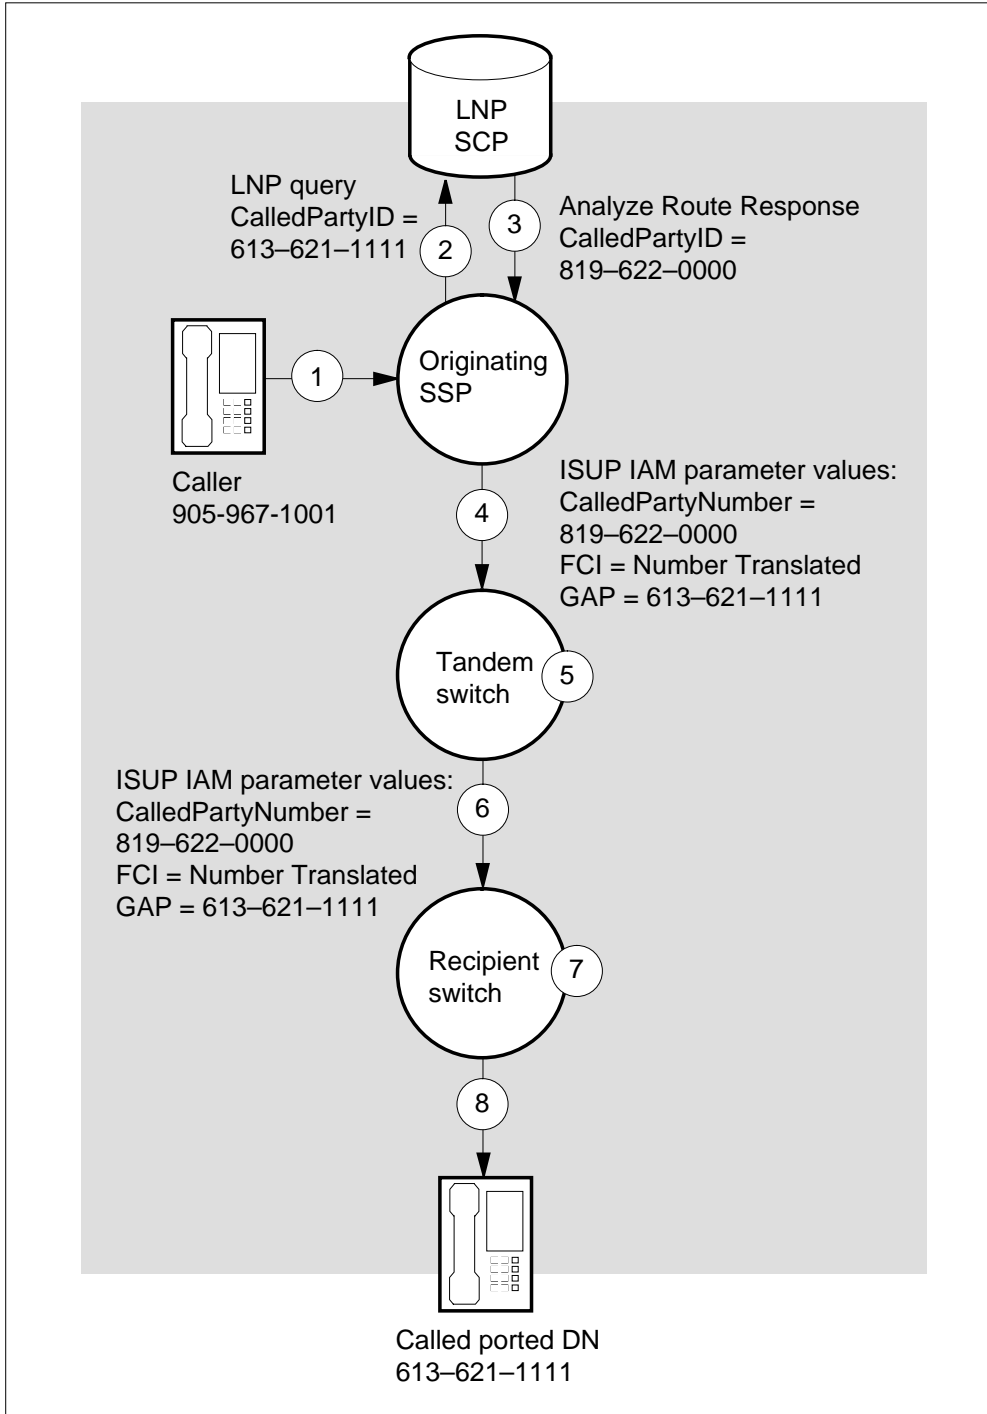 LNP
SCP
LNP query
CalledPartyID =
613–621–1111
2
3
Analyze Route Response
CalledPartyID =
819–622–0000
Originating
SSP
1
Caller
905-967-1001
4
ISUP IAM parameter values:
CalledPartyNumber =
819–622–0000
FCI = Number Translated
GAP = 613–621–1111
Tandem
switch
5
ISUP IAM parameter values:
CalledPartyNumber =
819–622–0000
FCI = Number Translated
GAP = 613–621–1111
6
Recipient
switch
7
8
Called ported DN
613–621–1111